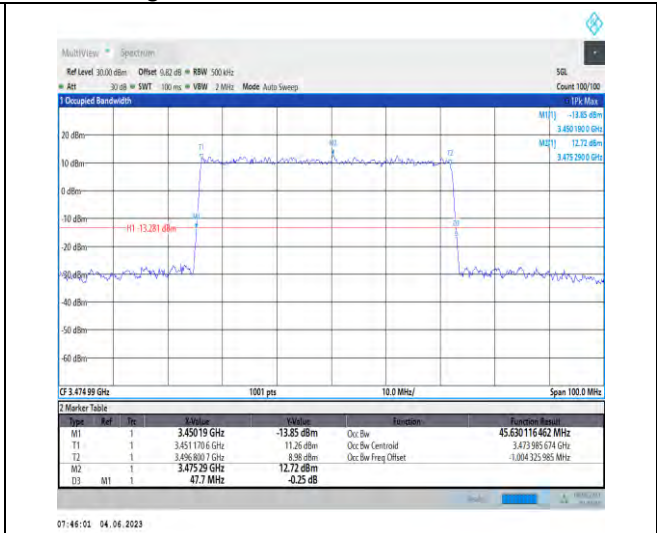 MultiView Spectrum
Ref Level 30.00 dBm Offset 9.82 dB RBW 500 kHz SGL
Att 30 dB SWT 100 ms VBW 2 MHz Mode Auto Sweep Count 100/100
1 Occupied Bandwidth 1Pk Max
M1[1] -13.85 dBm
3.450 190 0 GHz
M2[1] 12.72 dBm
3.475 290 0 GHz
20 dBm
T1 M2 T2
10 dBm
0 dBm
-10 dBm
M1 D3
H1 -13.281 dBm
-20 dBm
-30 dBm
-40 dBm
-50 dBm
-60 dBm
CF 3.474 99 GHz 1001 pts 10.0 MHz/ Span 100.0 MHz
2 Marker Table
Type Ref Trc X-Value Y-Value Function Function Result
M1 1 3.450 19 GHz -13.85 dBm Occ Bw 45.630 116 462 MHz
T1 1 3.451 170 6 GHz 11.26 dBm Occ Bw Centroid 3.473 985 674 GHz
T2 1 3.496 800 7 GHz 8.98 dBm Occ Bw Freq Offset -1.004 325 985 MHz
M2 1 3.475 29 GHz 12.72 dBm
D3 M1 1 47.7 MHz -0.25 dB
07:46:01 04.06.2023